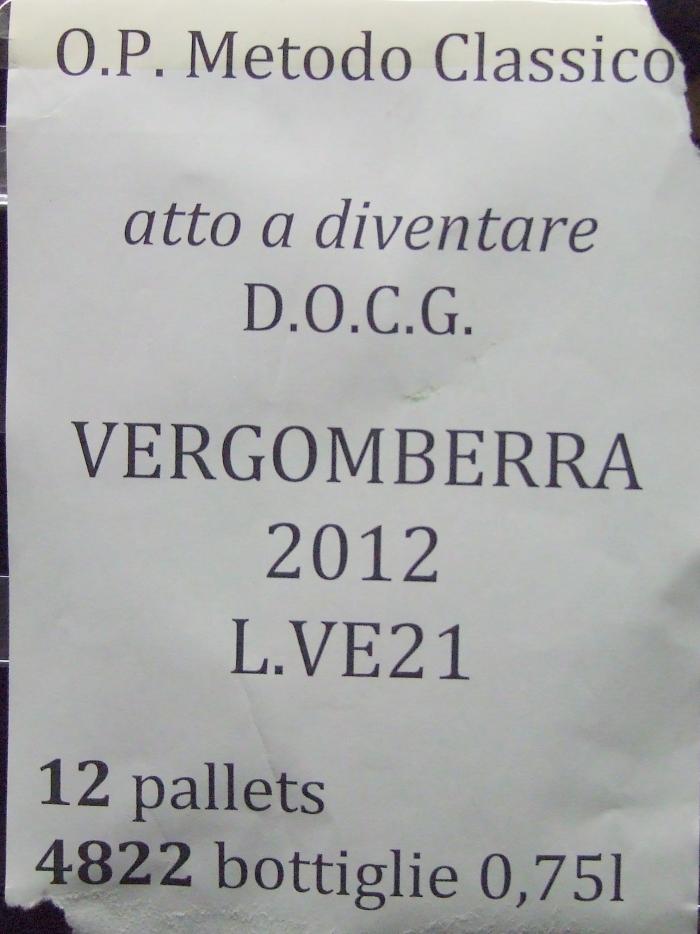 O.P. Metodo Classico
atto a diventare
D.O.C.G.
VERGOMBERRA
2012
L.VE21
12 pallets
4822 bottiglie 0,75l